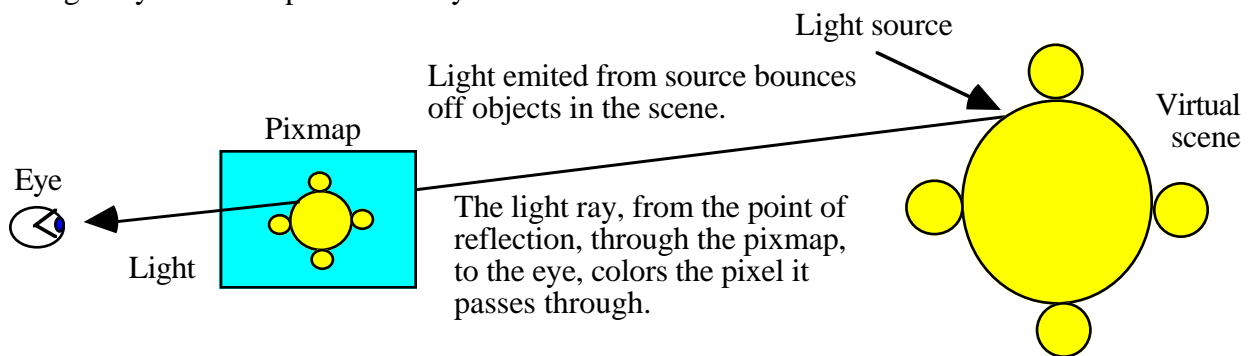 Light source
Light emited from source bounces
off objects in the scene.
Virtual
scene
Pixmap
Eye
The light ray, from the point of
reflection, through the pixmap,
to the eye, colors the pixel it
passes through.
Light